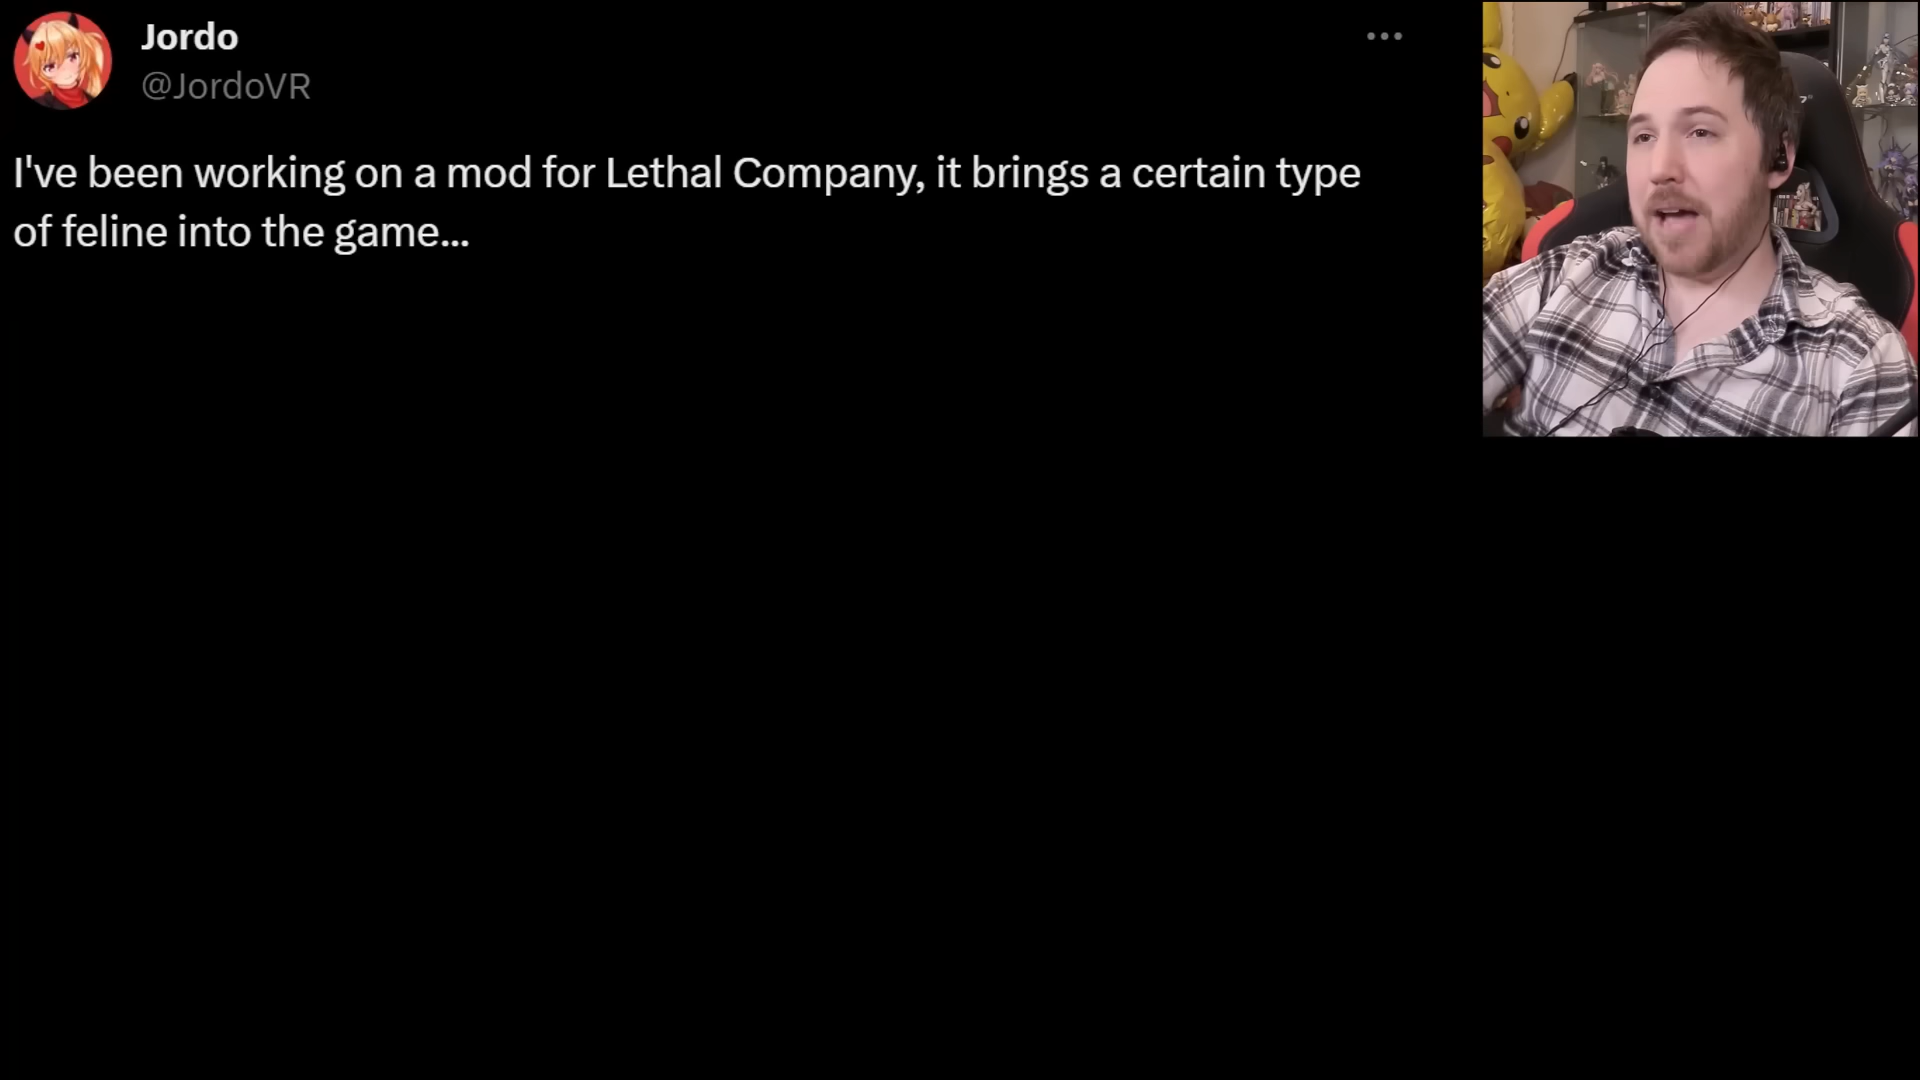 Jordo
@JordoVR
I've been working on a mod for Lethal Company, it brings a certain type
of feline into the game...